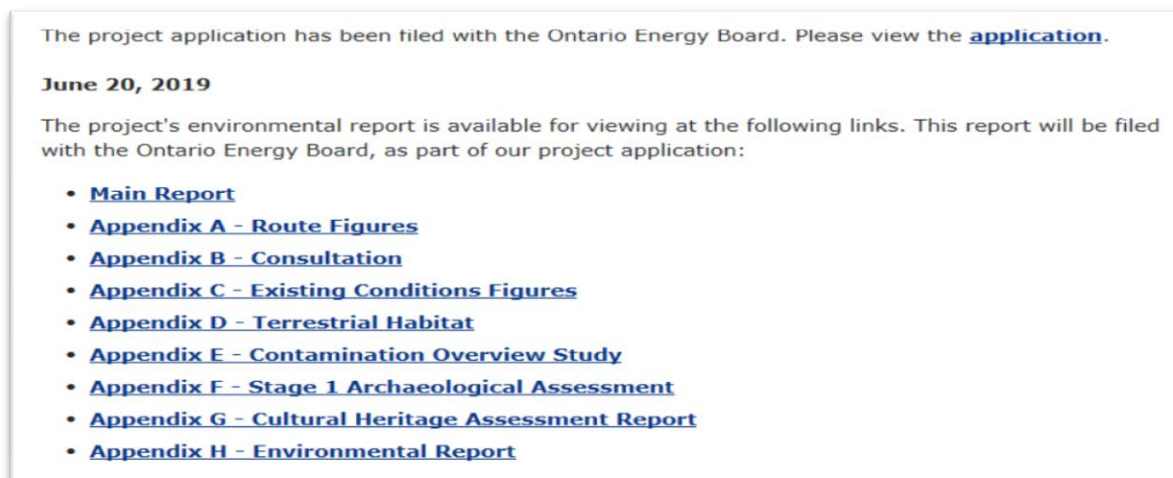 The project application has been filed with the Ontario Energy Board. Please view the application.
June 20, 2019
The project's environmental report is available for viewing at the following links. This report will be filed
with the Ontario Energy Board, as part of our project application:
• Main Report
• Appendix A - Route Figures
• Appendix B - Consultation
• Appendix C - Existing Conditions Figures
• Appendix D - Terrestrial Habitat
• Appendix E - Contamination Overview Study
• Appendix F - Stage 1 Archaeological Assessment
• Appendix G - Cultural Heritage Assessment Report
• Appendix H - Environmental Report